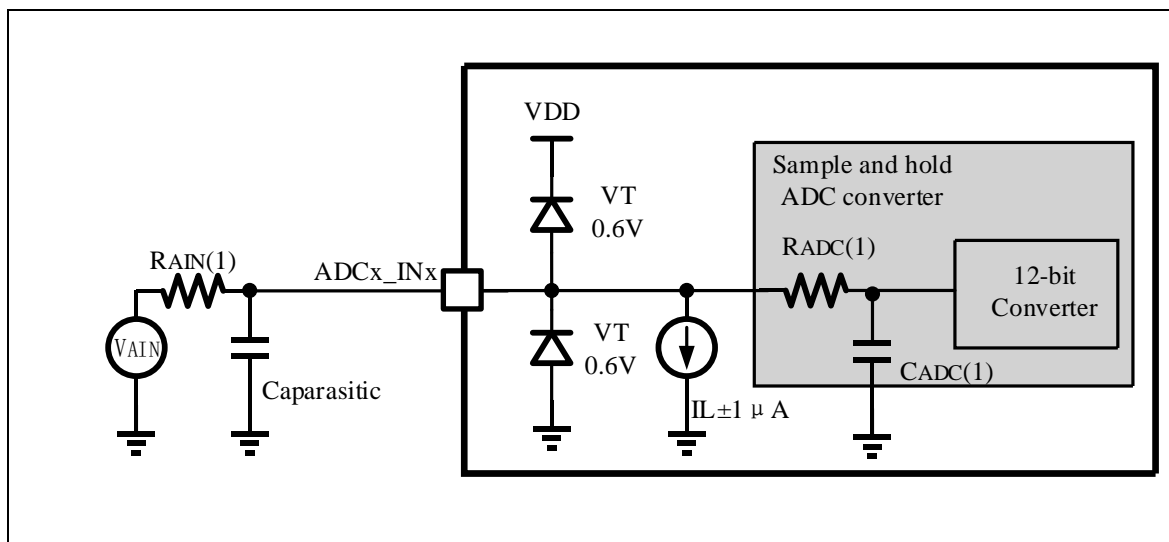 VDD
Sample and hold
ADC converter
VT
0.6V
RADC(1)
RAIN(1)
ADCx_INx
12-bit
Converter
VAIN
VT
0.6V
CADC(1)
Caparasitic
IL±1 μA